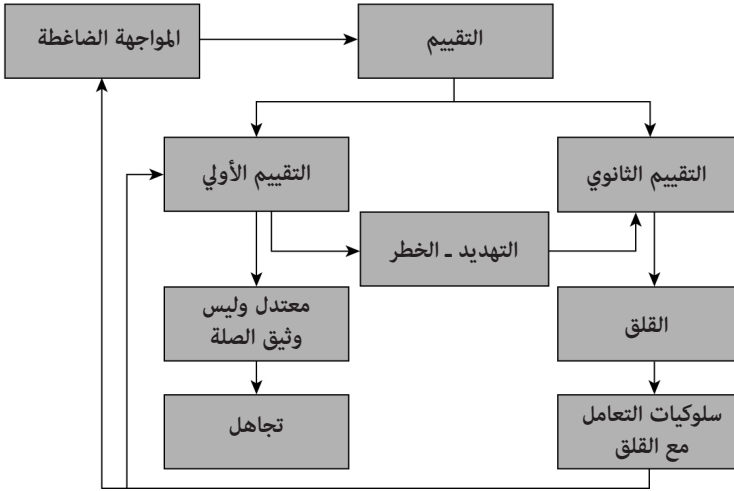 المواجهة الضاغطة
التقييم
التقييم الأولي
التقييم الثانوي
التهديد ـ الخطر
معتدل وليس
وثيق الصلة
القلق
تجاهل
سلوكيات التعامل
مع القلق